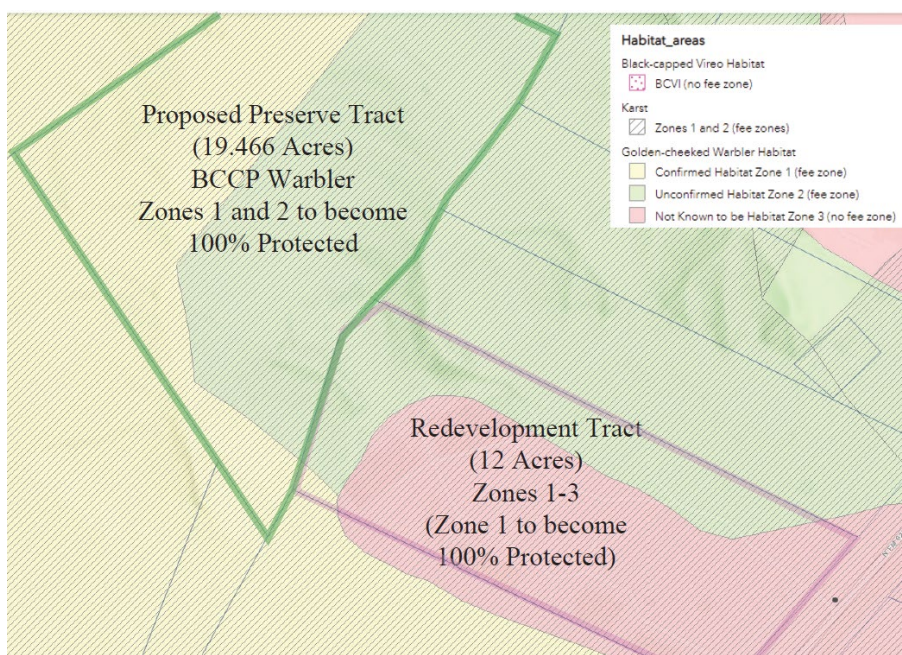 Habitat_areas
Black-capped Vireo Habitat
BCVI (no fee zone)
Karst
Zones 1 and 2 (fee zones)
Golden-cheeked Warbler Habitat
Confirmed Habitat Zone 1 (fee zone)
Unconfirmed Habitat Zone 2 (fee zone)
Not Known to be Habitat Zone 3 (no fee zone)
Proposed Preserve Tract
(19.466 Acres)
BCCP Warbler
Zones 1 and 2 to become
100% Protected
Redevelopment Tract
(12 Acres)
Zones 1-3
(Zone 1 to become
100% Protected)